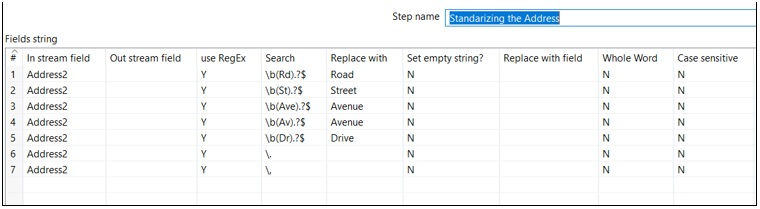 Step name Standarizing the Address
Fields string
# In stream field Out stream field use RegEx Search Replace with Set empty string? Replace with field Whole Word Case sensitive
1 Address2 Y \b(Rd).?$ Road N N N
2 Address2 Y \b(St).?$ Street N N N
3 Address2 Y \b(Ave).?$ Avenue N N N
4 Address2 Y \b(Av).?$ Avenue N N N
5 Address2 Y \b(Dr).?$ Drive N N N
6 Address2 Y \. N N N
7 Address2 Y \, N N N